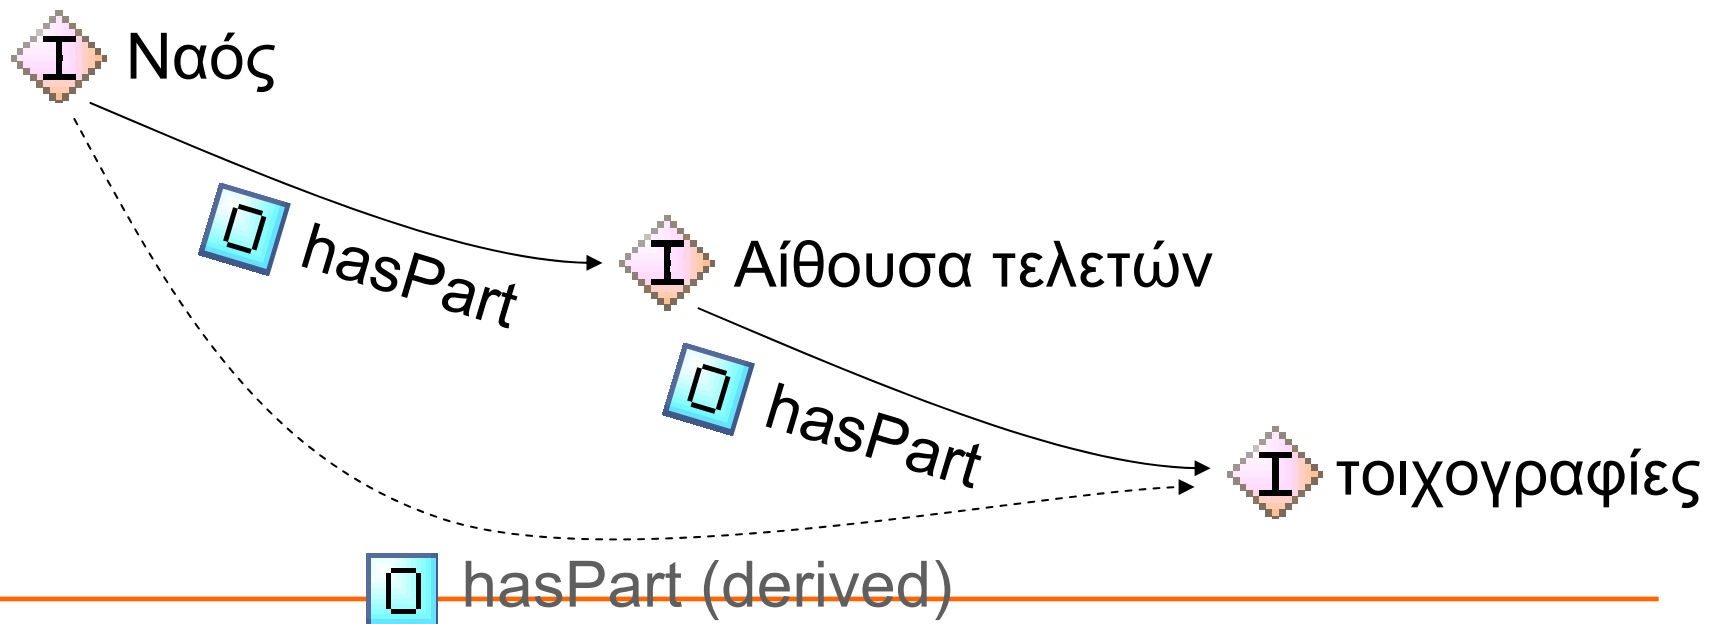 I Ναός
O hasPart
I Αίθουσα τελετών
O hasPart
I τοιχογραφίες
O hasPart (derived)